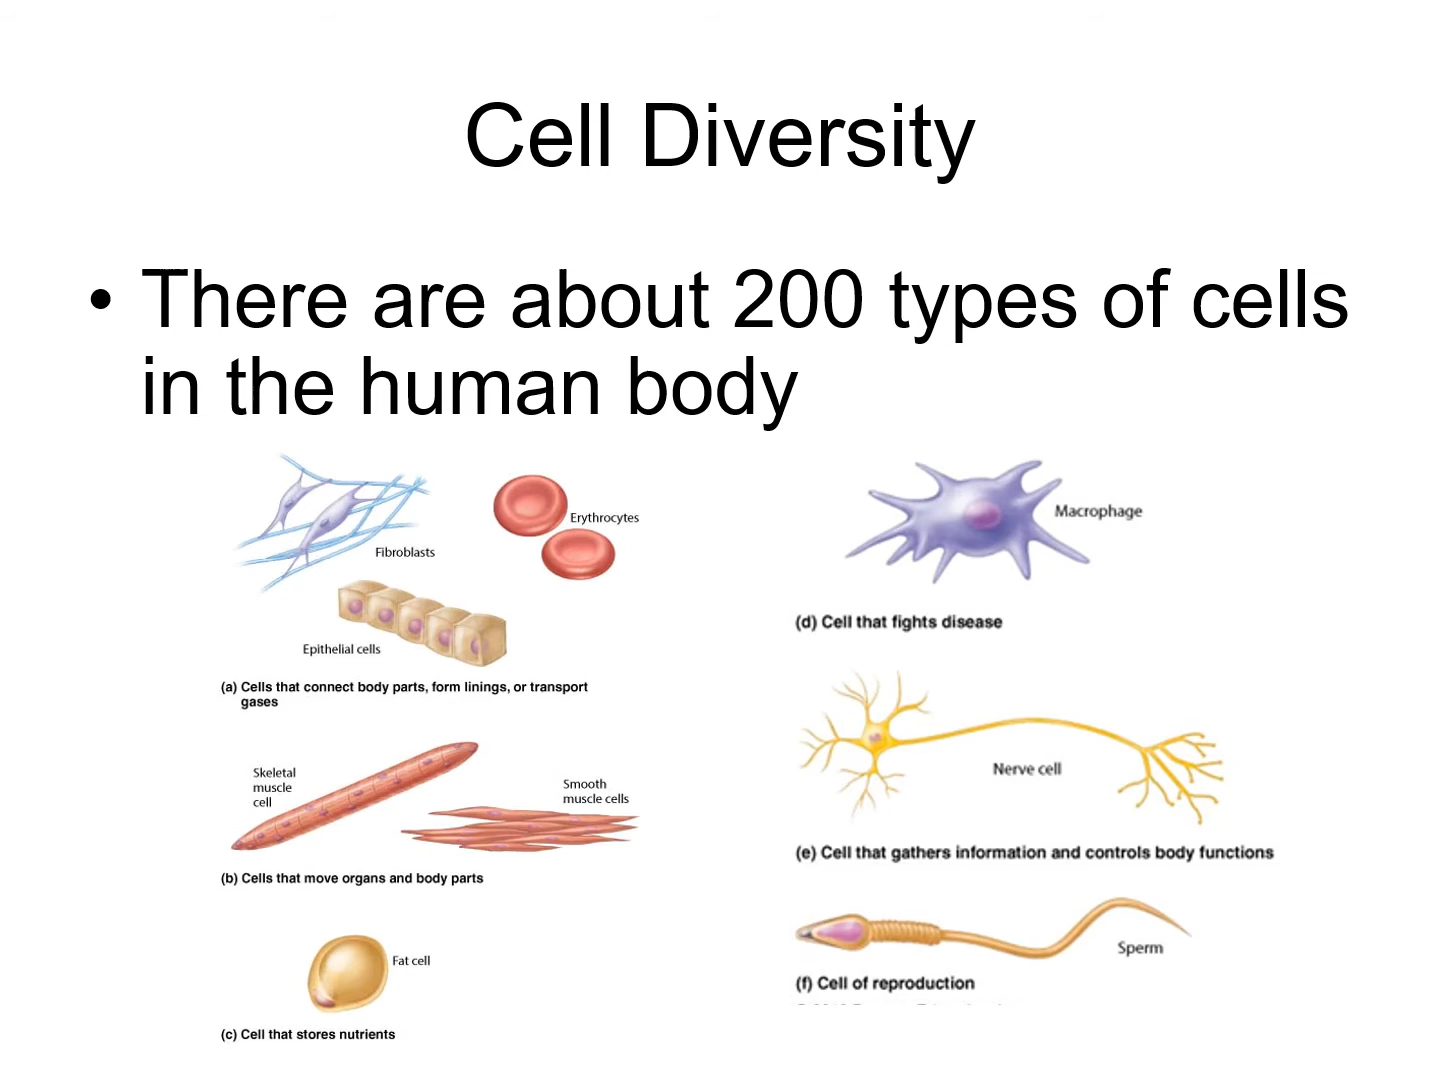 Cell Diversity
• There are about 200 types of cells
in the human body
Fibroblasts
Erythrocytes
Epithelial cells
(a) Cells that connect body parts, form linings, or transport
gases
Skeletal
muscle
cell
Smooth
muscle cells
(b) Cells that move organs and body parts
Fat cell
(c) Cell that stores nutrients
Macrophage
(d) Cell that fights disease
Nerve cell
(e) Cell that gathers information and controls body functions
Sperm
(f) Cell of reproduction